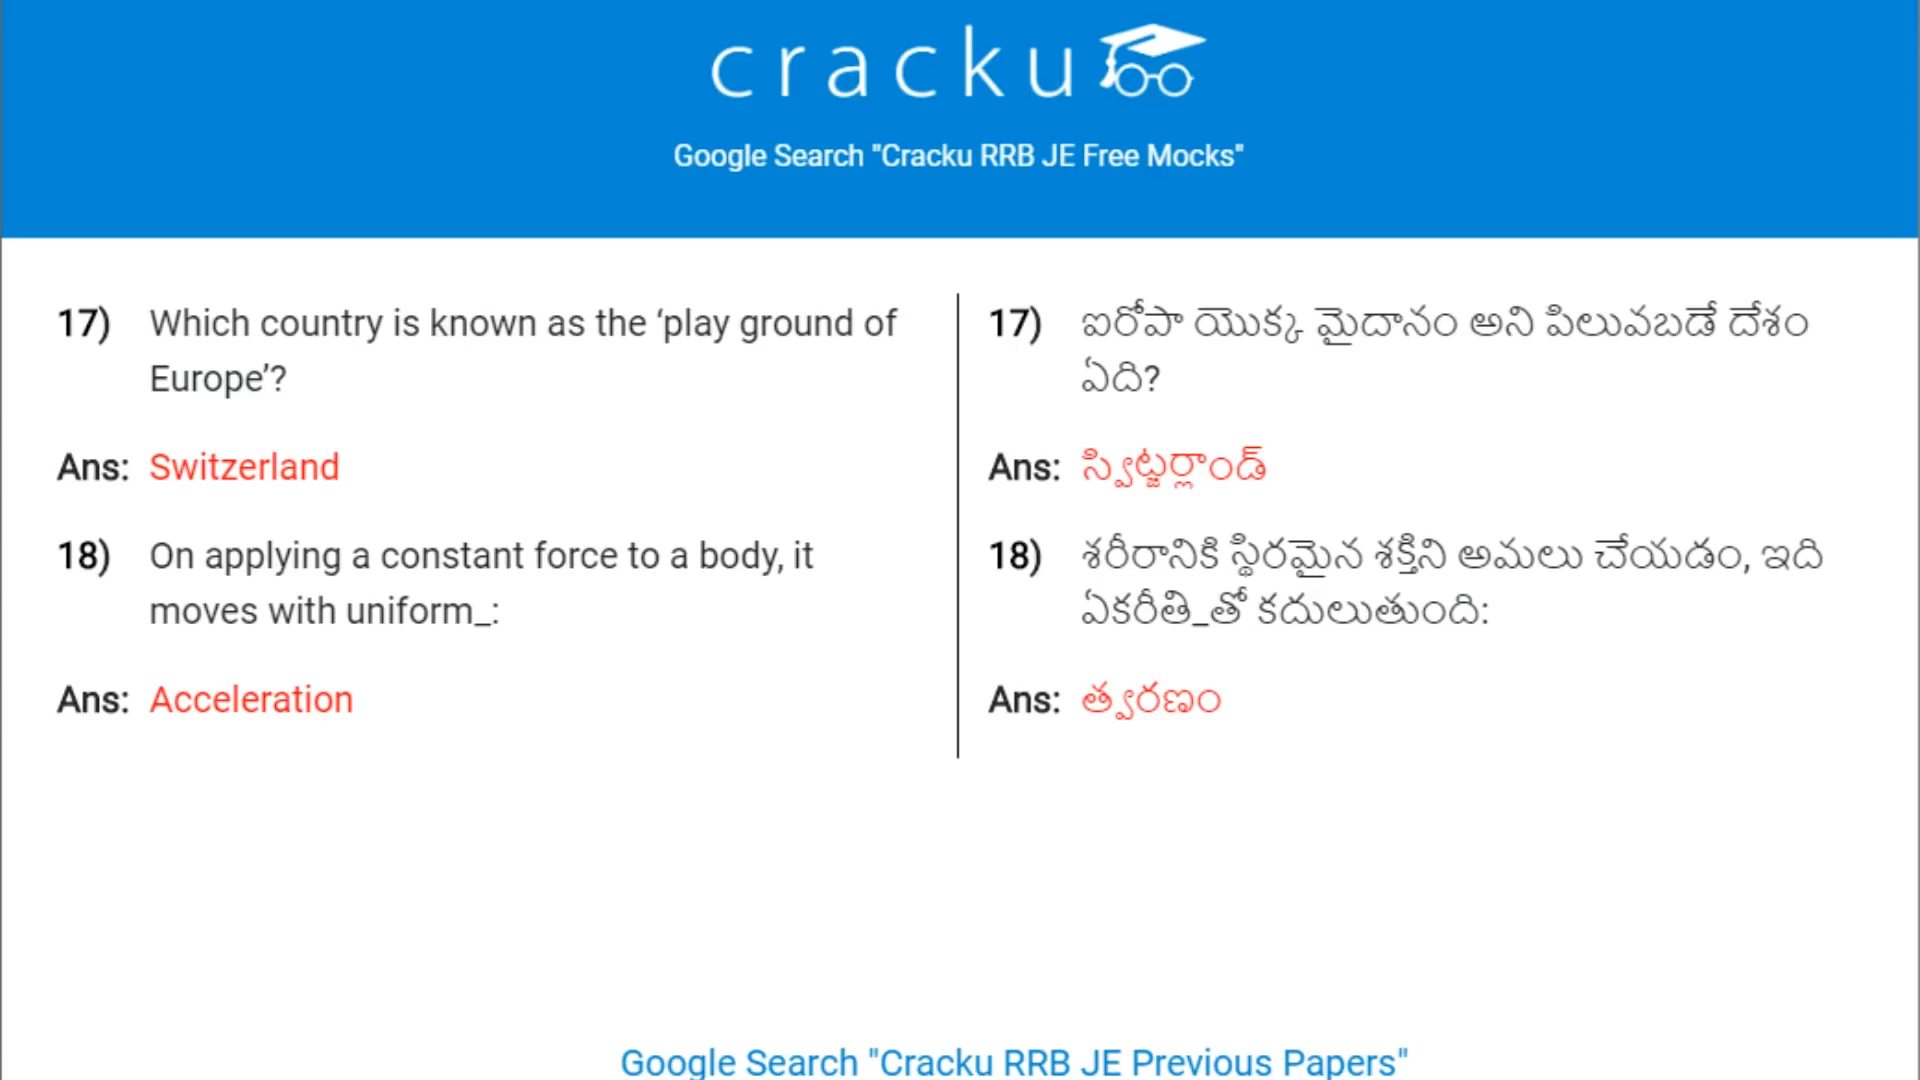 cracku
Google Search "Cracku RRB JE Free Mocks"
17) Which country is known as the ‘play ground of
Europe’?
Ans: Switzerland
18) On applying a constant force to a body, it
moves with uniform_:
Ans: Acceleration
17) ఐరోపా యొక్క మైదానం అని పిలువబడే దేశం
ఏది?
Ans: స్విట్జర్లాండ్
18) శరీరానికి స్థిరమైన శక్తిని అమలు చేయడం, ఇది
ఏకరీతి_తో కదులుతుంది:
Ans: త్వరణం
Google Search "Cracku RRB JE Previous Papers"